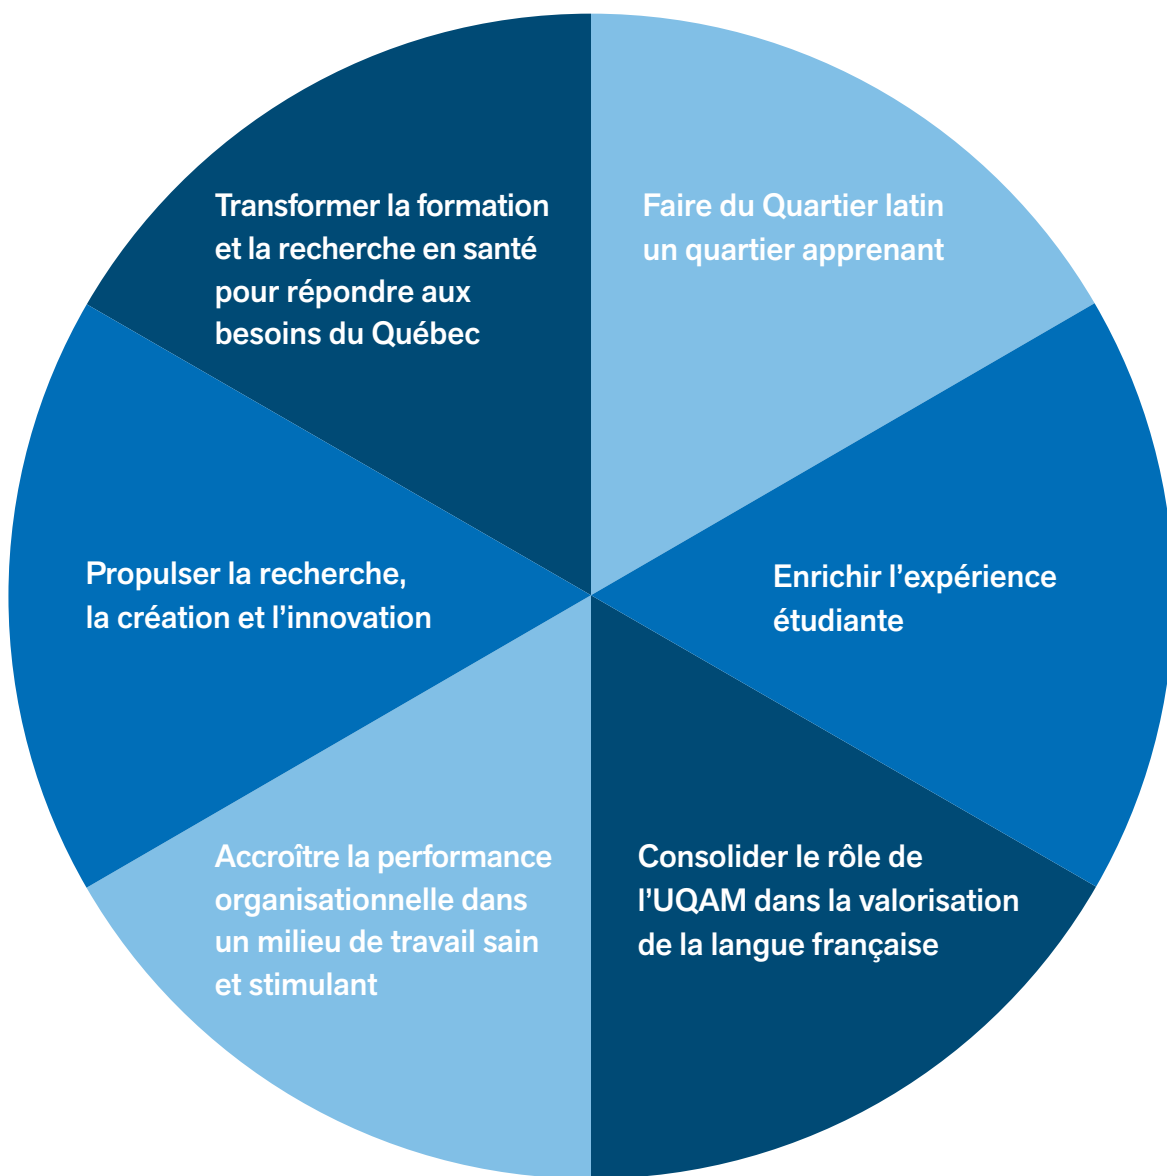 Transformer la formation
et la recherche en santé
pour répondre aux
besoins du Québec
Faire du Quartier latin
un quartier apprenant
Propulser la recherche,
la création et l’innovation
Enrichir l’expérience
étudiante
Accroître la performance
organisationnelle dans
un milieu de travail sain
et stimulant
Consolider le rôle de
l’UQAM dans la valorisation
de la langue française